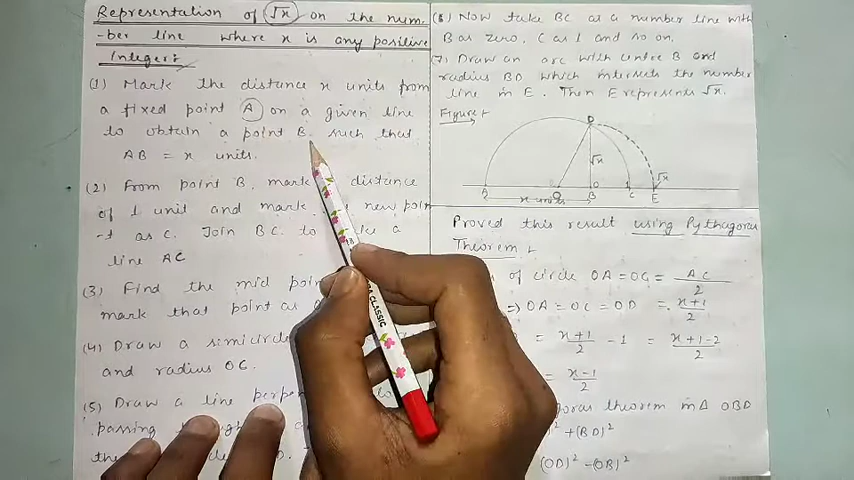 Representation of √x on the num-
-ber line where x is any positive
Integer:
(1) Mark the distance x units from
a fixed point A on a given line
to obtain a point B. such that
AB = x units.
(2) From point B. mark distance
of 1 unit and mark new poin
-t as C. Join BC. to a
line AC
(3) Find the mid
mark that point as
(4) Draw a simicircle
and radius OC.
(5) Draw a line
passing
(6) Now take BC as a number line with
B as zero, C as 1 and so on.
(7) Draw an arc with centre B and
radius BD which intersects the number
line in E. Then E represents √x.
Figure
D
√x
√x
A O B C E
0 1
x units
Proved this result using Pythagoras
Theorem
of circle OA = OC = AC/2
⇒ OA = OC = OD = x+1/2
= x+1/2 - 1 = x+1-2/2
= x-1/2
theorem in Δ OBD
)² + (BD)²
(OD)² - (OB)²